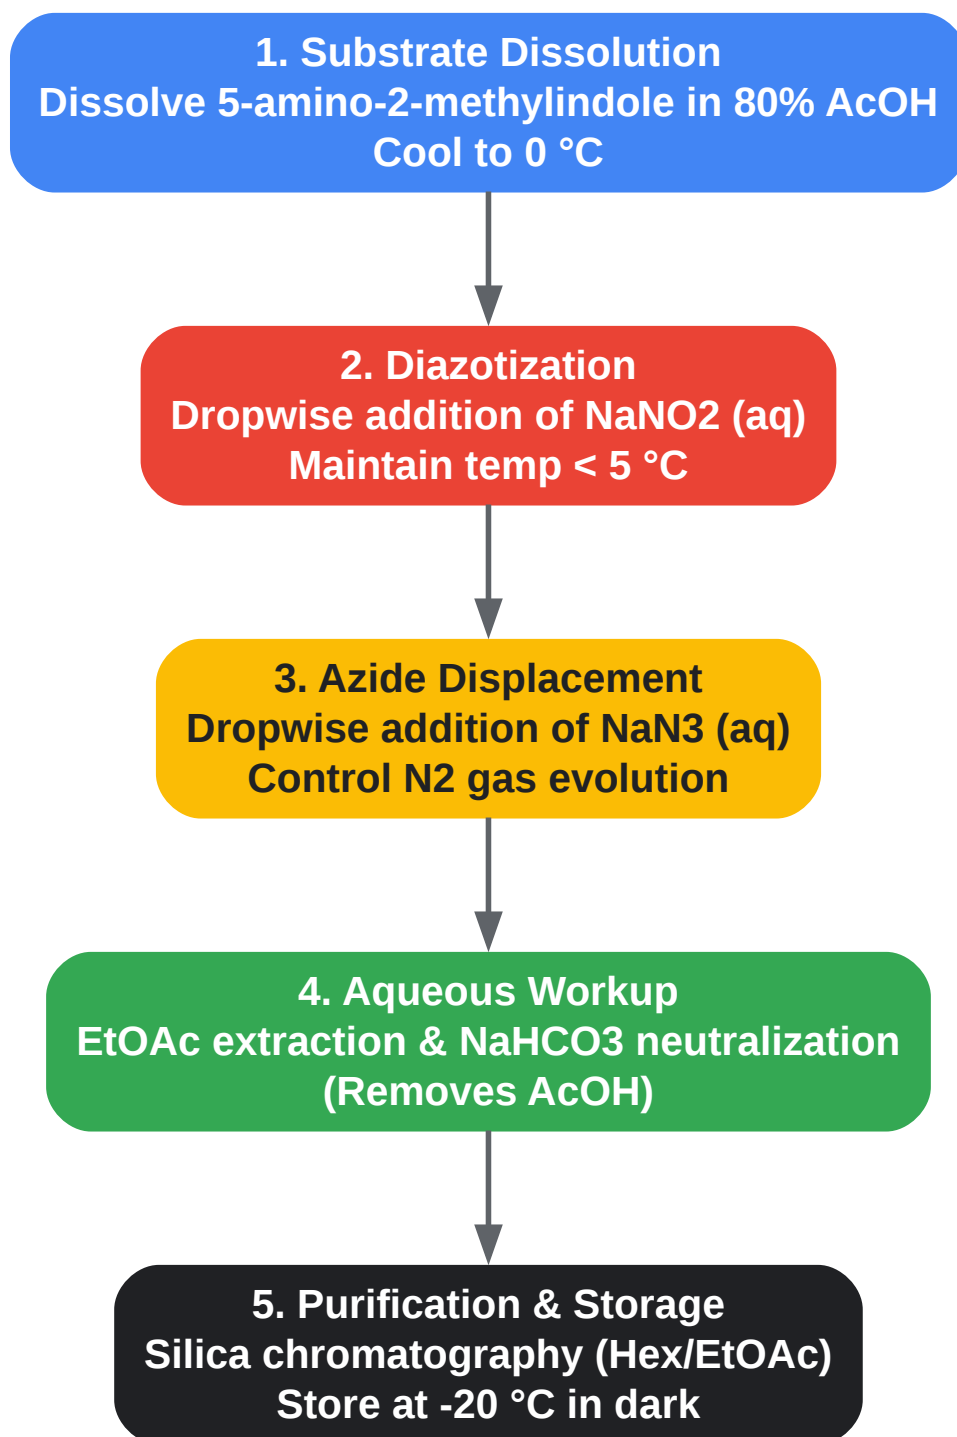 1. Substrate Dissolution
Dissolve 5-amino-2-methylindole in 80% AcOH
Cool to 0 °C
2. Diazotization
Dropwise addition of NaNO2 (aq)
Maintain temp < 5 °C
3. Azide Displacement
Dropwise addition of NaN3 (aq)
Control N2 gas evolution
4. Aqueous Workup
EtOAc extraction & NaHCO3 neutralization
(Removes AcOH)
5. Purification & Storage
Silica chromatography (Hex/EtOAc)
Store at -20 °C in dark